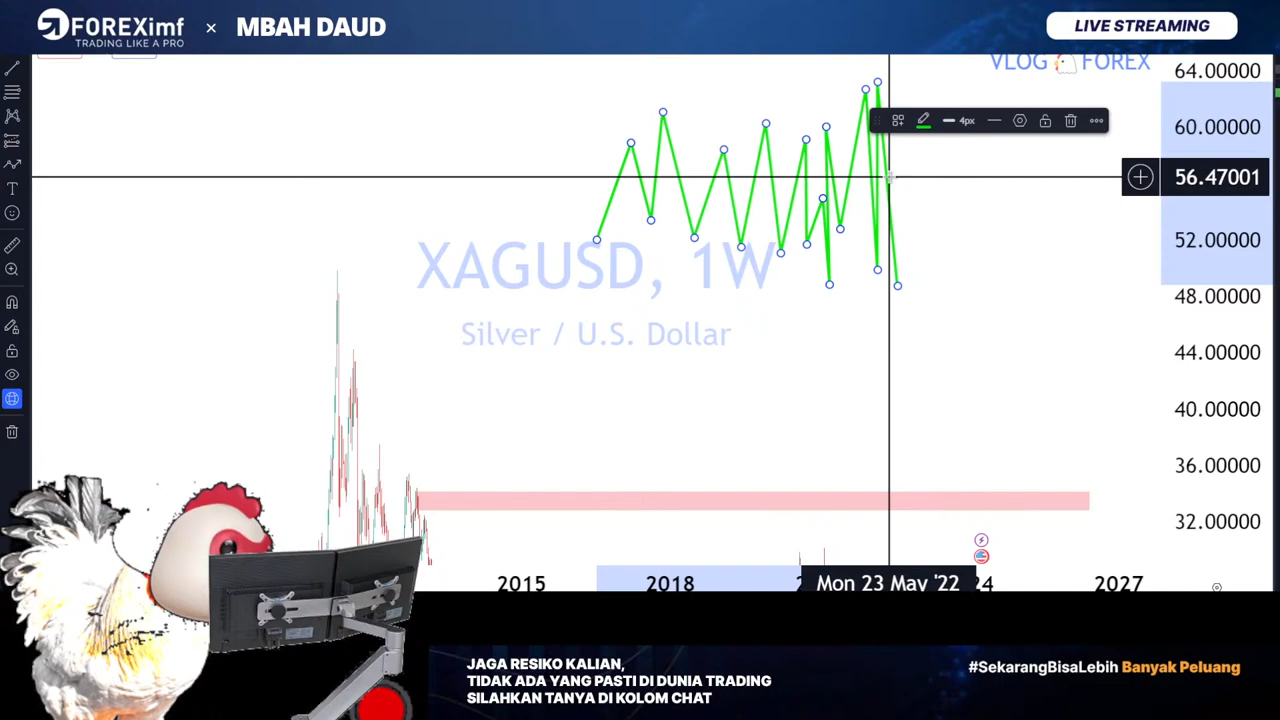 FOREXimf
TRADING LIKE A PRO
×
MBAH DAUD
LIVE STREAMING
VLOG FOREX
64.00000
60.00000
4px
56.47001
52.00000
48.00000
44.00000
40.00000
36.00000
32.00000
XAGUSD, 1W
Silver / U.S. Dollar
2015
2018
Mon 23 May '22
24
2027
JAGA RESIKO KALIAN,
TIDAK ADA YANG PASTI DI DUNIA TRADING
SILAHKAN TANYA DI KOLOM CHAT
#SekarangBisaLebih Banyak Peluang